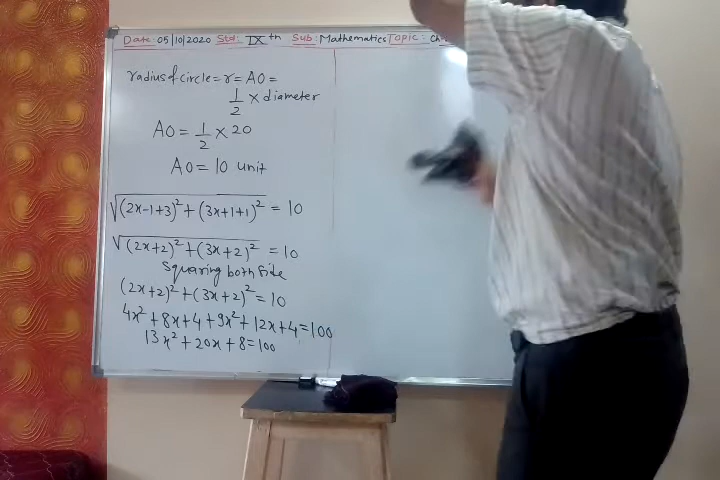 Date: 05/10/2020 Std: IXth Sub: Mathematics Topic: Ch
radius of circle = r = AO =
1/2 × diameter
AO = 1/2 × 20
AO = 10 unit
√(2x-1+3)² + (3x+1+1)² = 10
√(2x+2)² + (3x+2)² = 10
Squaring both side
(2x+2)² + (3x+2)² = 10
4x² + 8x + 4 + 9x² + 12x + 4 = 100
13x² + 20x + 8 = 100